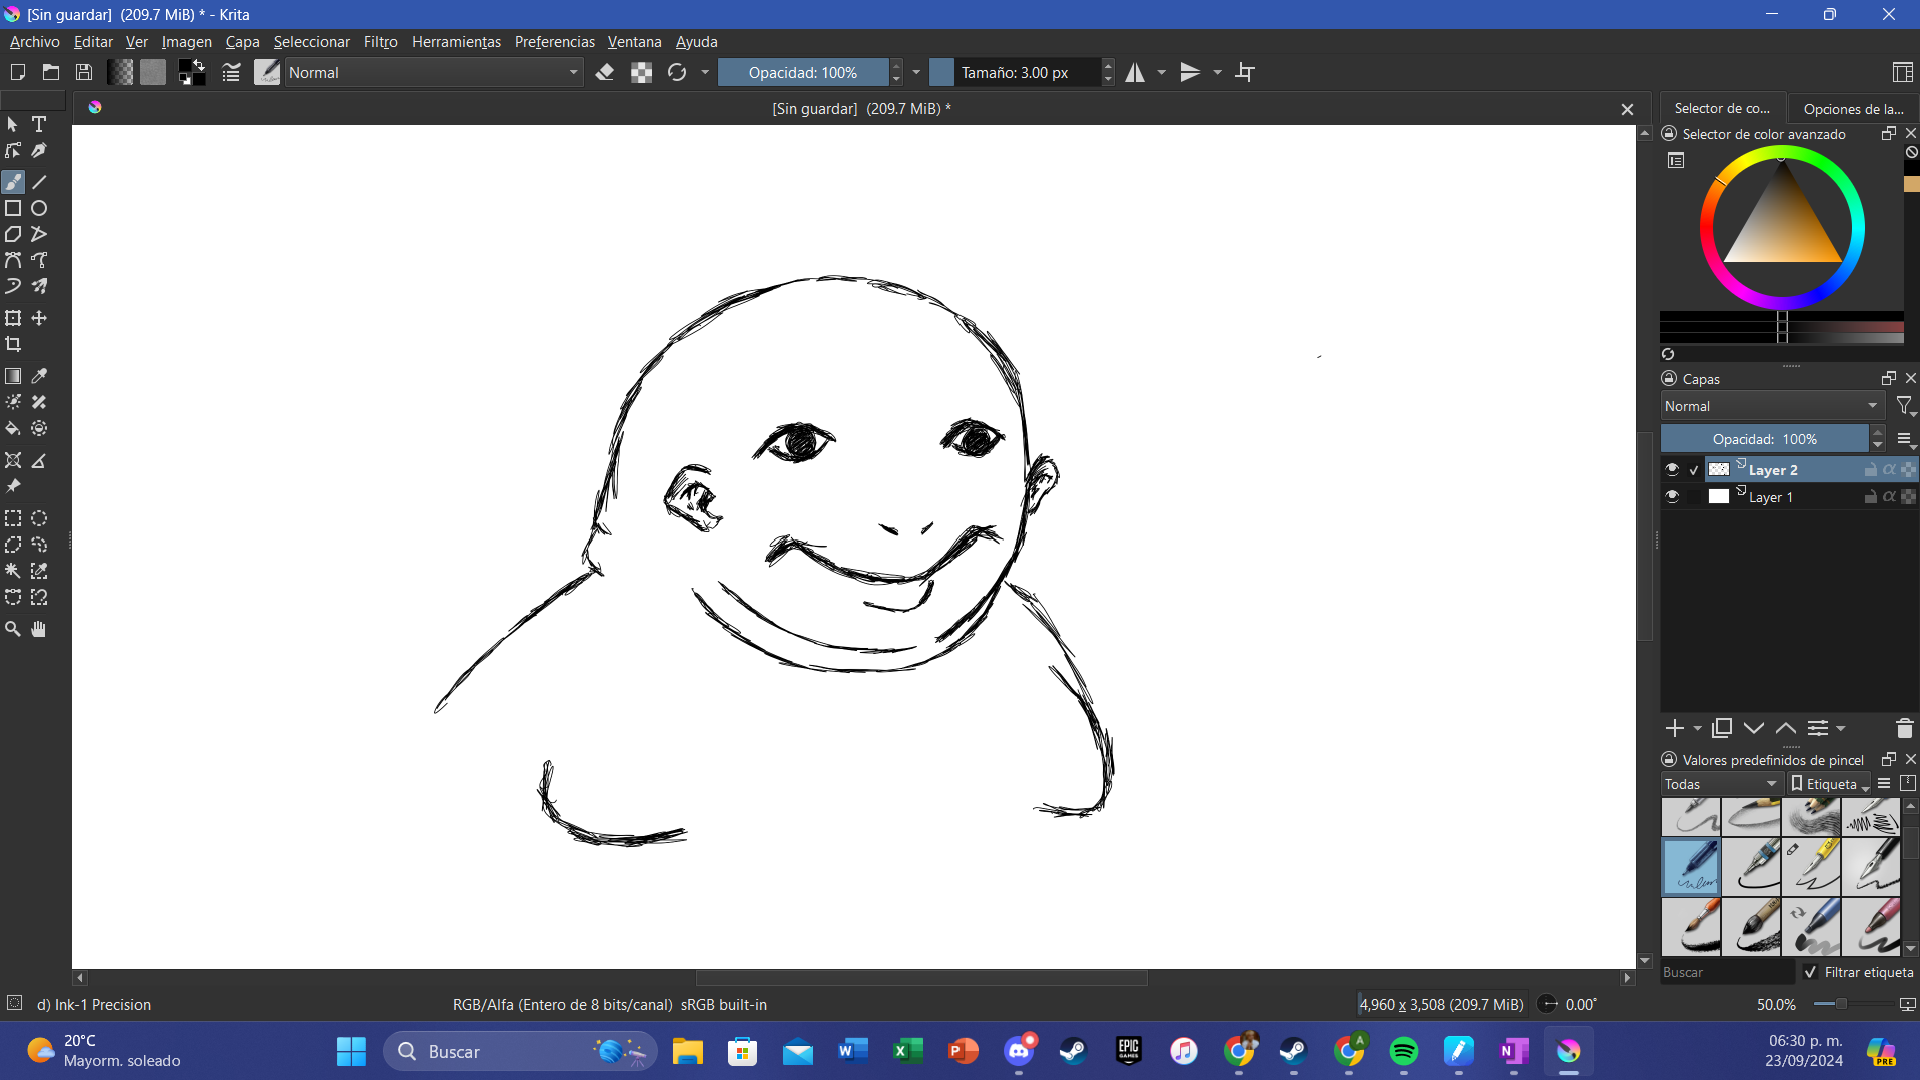 [Sin guardar] (209.7 MiB) * - Krita
Archivo Editar Ver Imagen Capa Seleccionar Filtro Herramientas Preferencias Ventana Ayuda
Normal Opacidad: 100% Tamaño: 3.00 px
[Sin guardar] (209.7 MiB) *
Selector de co... Opciones de la...
Selector de color avanzado
Capas
Normal
Opacidad: 100%
Layer 2
Layer 1
Valores predefinidos de pincel
Todas Etiqueta
Buscar Filtrar etiqueta
d) Ink-1 Precision RGB/Alfa (Entero de 8 bits/canal) sRGB built-in 4,960 x 3,508 (209.7 MiB) 0.00° 50.0%
20°C
Mayorm. soleado
Buscar
EPIC GAMES
A
PRE
06:30 p. m.
23/09/2024